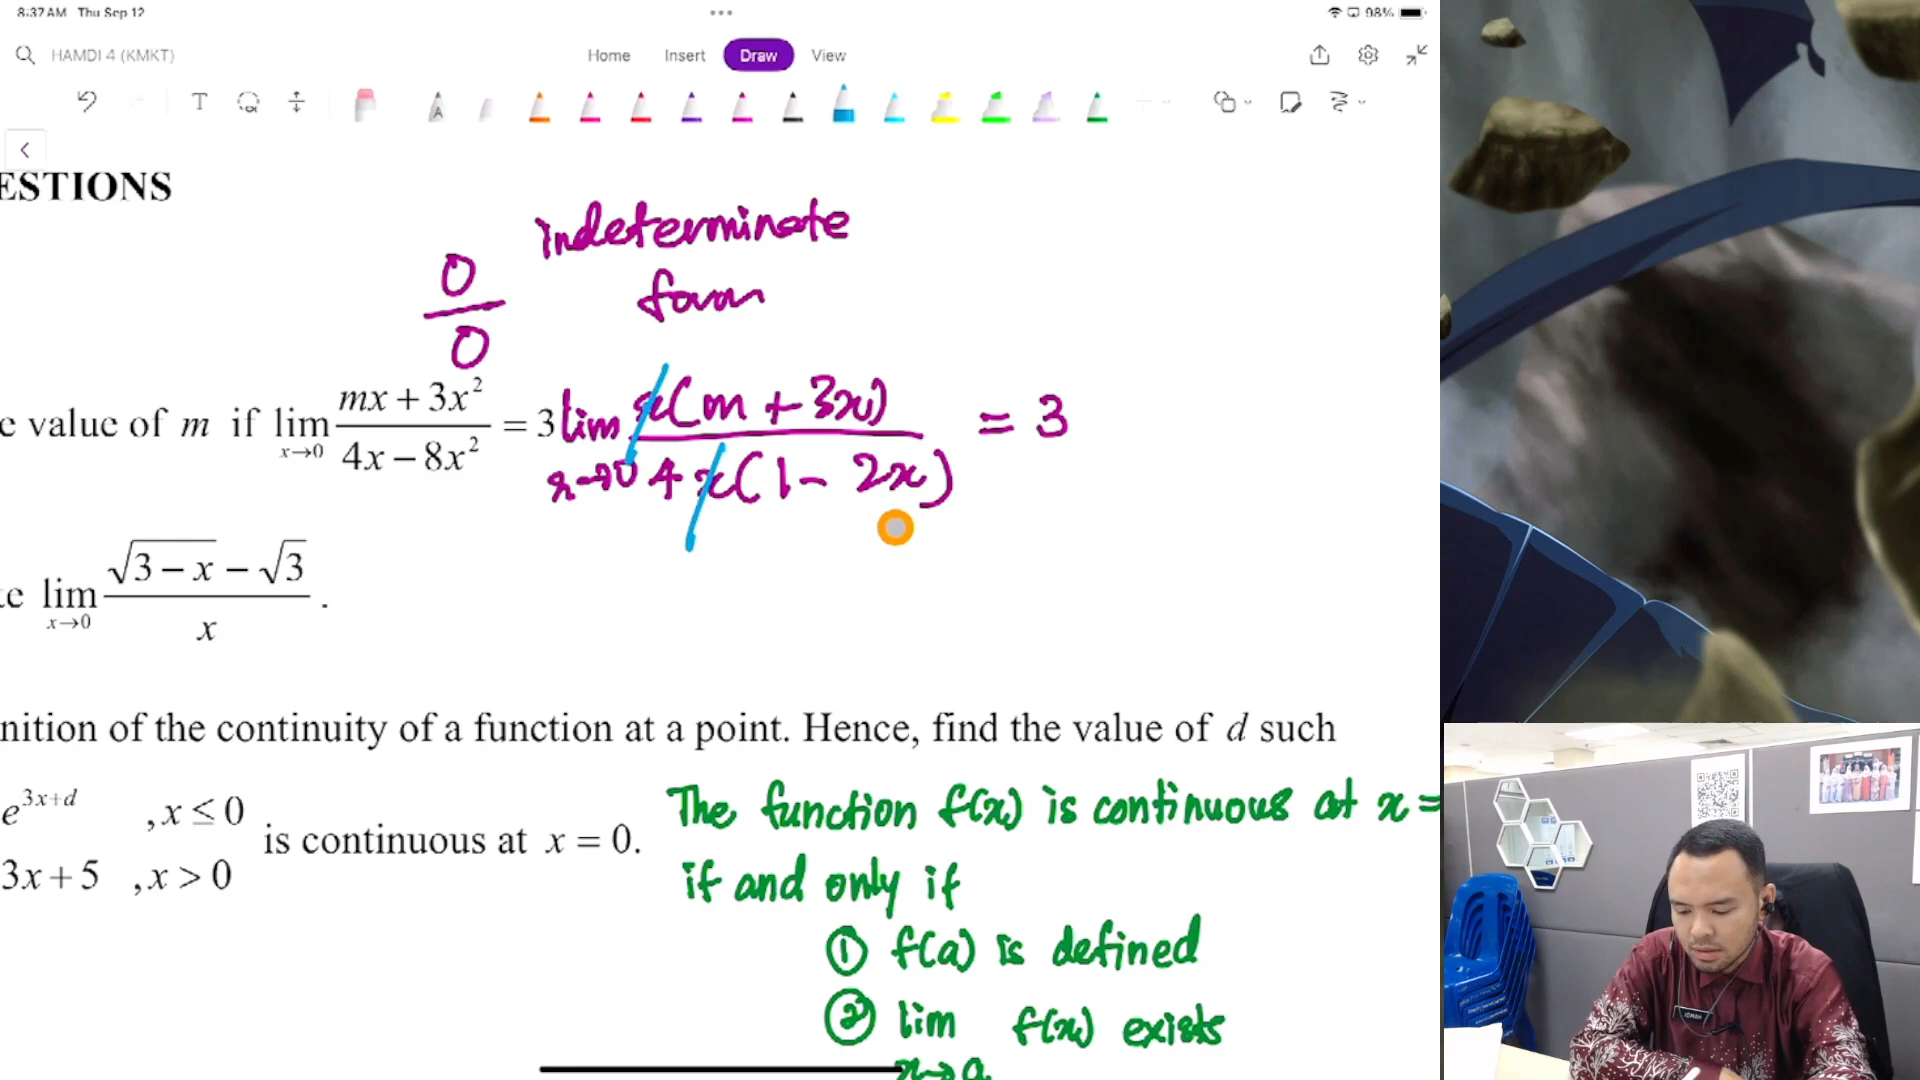 8:37 AM Thu Sep 12
98%
HAMDI 4 (KMKT)
Home Insert Draw View
ESTIONS
indeterminate
form
0/0
e value of m if lim x→0 (mx + 3x²)/(4x − 8x²) = 3 lim x→0 x(m + 3x)/4x(1 − 2x) = 3
te lim x→0 (√(3 − x) − √3)/x .
nition of the continuity of a function at a point. Hence, find the value of d such
e^(3x+d) , x ≤ 0
3x + 5 , x > 0
is continuous at x = 0.
The function f(x) is continuous at x =
if and only if
① f(a) is defined
② lim x→a f(x) exists